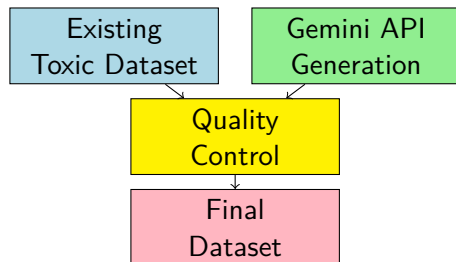 Existing
Toxic Dataset
Gemini API
Generation
Quality
Control
Final
Dataset